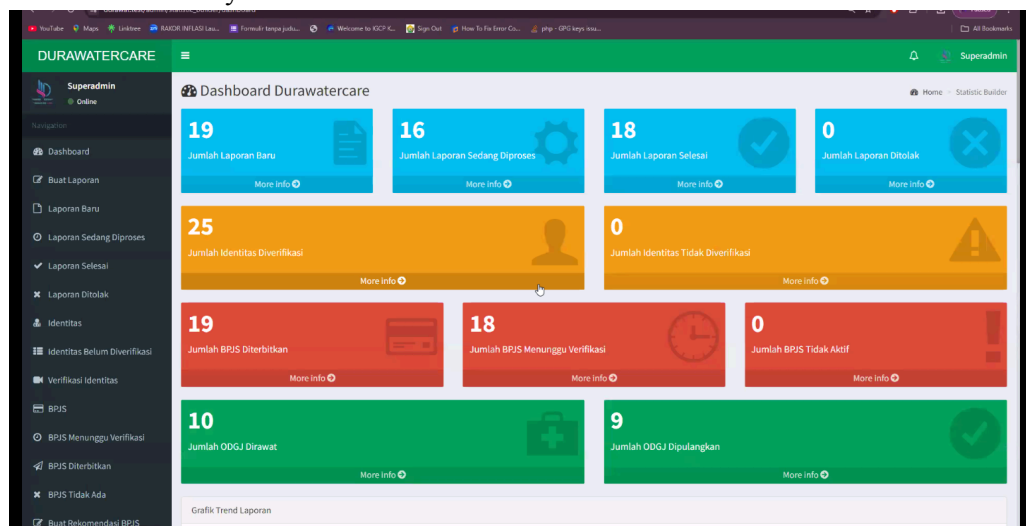 YouTube Maps Linktree RAKOR INFLASI Lau... Formulir tanpa judu... Welcome to KICP K... Sign Out How To Fix Error Co... php - GPG keys issu... All Bookmarks
DURAWATERCARE
Superadmin
Superadmin
Online
Dashboard Durawatercare
Home - Statistic Builder
Navigation
Dashboard
Buat Laporan
Laporan Baru
Laporan Sedang Diproses
Laporan Selesai
Laporan Ditolak
Identitas
Identitas Belum Diverifikasi
Verifikasi Identitas
BPJS
BPJS Menunggu Verifikasi
BPJS Diterbitkan
BPJS Tidak Ada
Buat Rekomendasi BPJS
19
Jumlah Laporan Baru
More info
16
Jumlah Laporan Sedang Diproses
More info
18
Jumlah Laporan Selesai
More info
0
Jumlah Laporan Ditolak
More info
25
Jumlah Identitas Diverifikasi
More info
0
Jumlah Identitas Tidak Diverifikasi
More info
19
Jumlah BPJS Diterbitkan
More info
18
Jumlah BPJS Menunggu Verifikasi
More info
0
Jumlah BPJS Tidak Aktif
More info
10
Jumlah ODGJ Dirawat
More info
9
Jumlah ODGJ Dipulangkan
More info
Grafik Trend Laporan